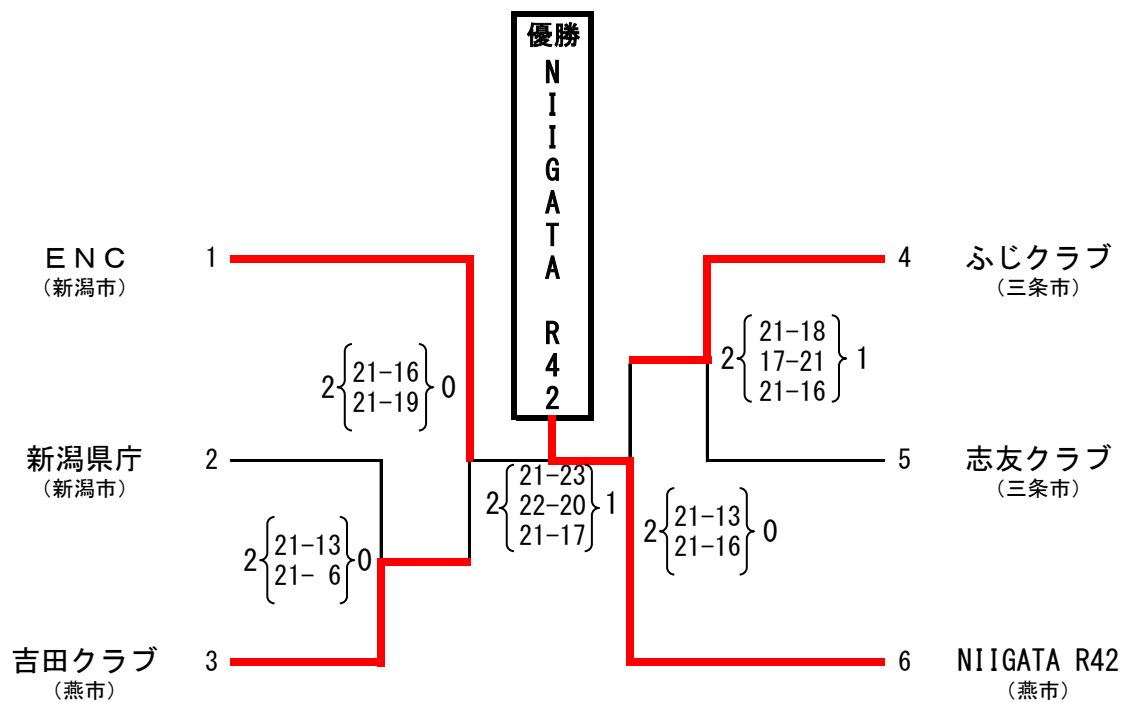 優勝
NIIGATA R42
ENC 1
(新潟市)
4 ふじクラブ
(三条市)
2 21-16 0
21-19
2 21-18 1
17-21
21-16
新潟県庁 2
(新潟市)
5 志友クラブ
(三条市)
2 21-13 0
21- 6
2 21-23 1
22-20
21-17
2 21-13 0
21-16
吉田クラブ 3
(燕市)
6 NIIGATA R42
(燕市)